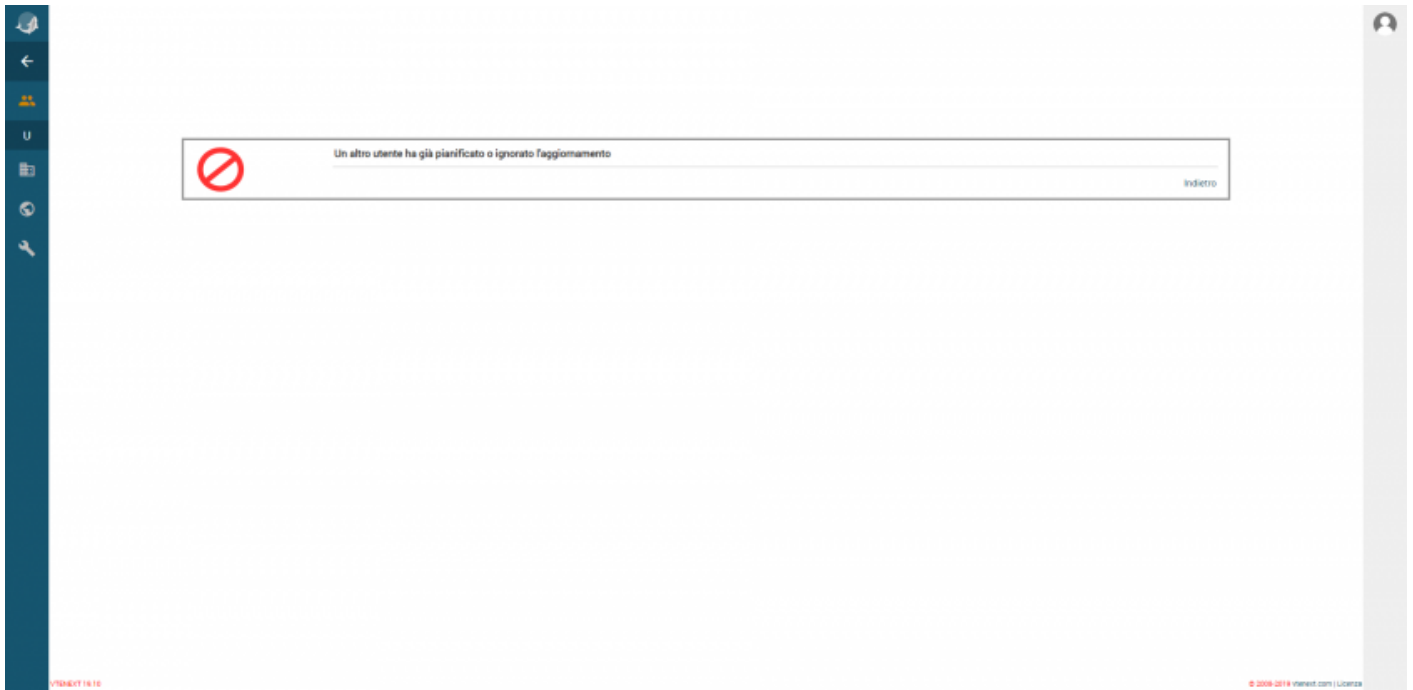 U
Un altro utente ha già pianificato o ignorato l'aggiornamento
Indietro
VTENEXT 19.10
© 2008-2019 vtenext.com | Licenza